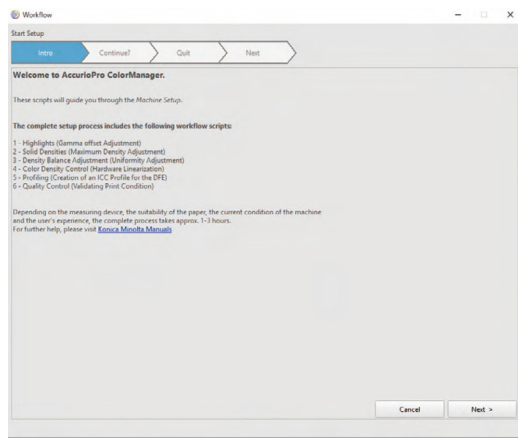 Workflow
Start Setup
Intro
Continue?
Quit
Next
Welcome to AccurioPro ColorManager.
These scripts will guide you through the Machine Setup.
The complete setup process includes the following workflow scripts:
1 - Highlights (Gamma offset Adjustment)
2 - Solid Densities (Maximum Density Adjustment)
3 - Density Balance Adjustment (Uniformity Adjustment)
4 - Color Density Control (Hardware Linearization)
5 - Profiling (Creation of an ICC Profile for the DFE)
6 - Quality Control (Validating Print Condition)
Depending on the measuring device, the suitability of the paper, the current condition of the machine
and the user's experience, the complete process takes approx. 1-3 hours.
For further help, please visit Konica Minolta Manuals
Cancel
Next >